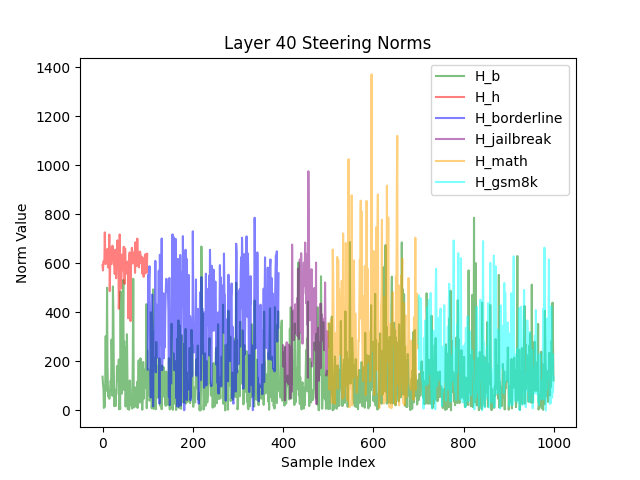 Layer 40 Steering Norms
Norm Value
1400
1200
1000
800
600
400
200
0
0
200
400
600
800
1000
Sample Index
H_b
H_h
H_borderline
H_jailbreak
H_math
H_gsm8k